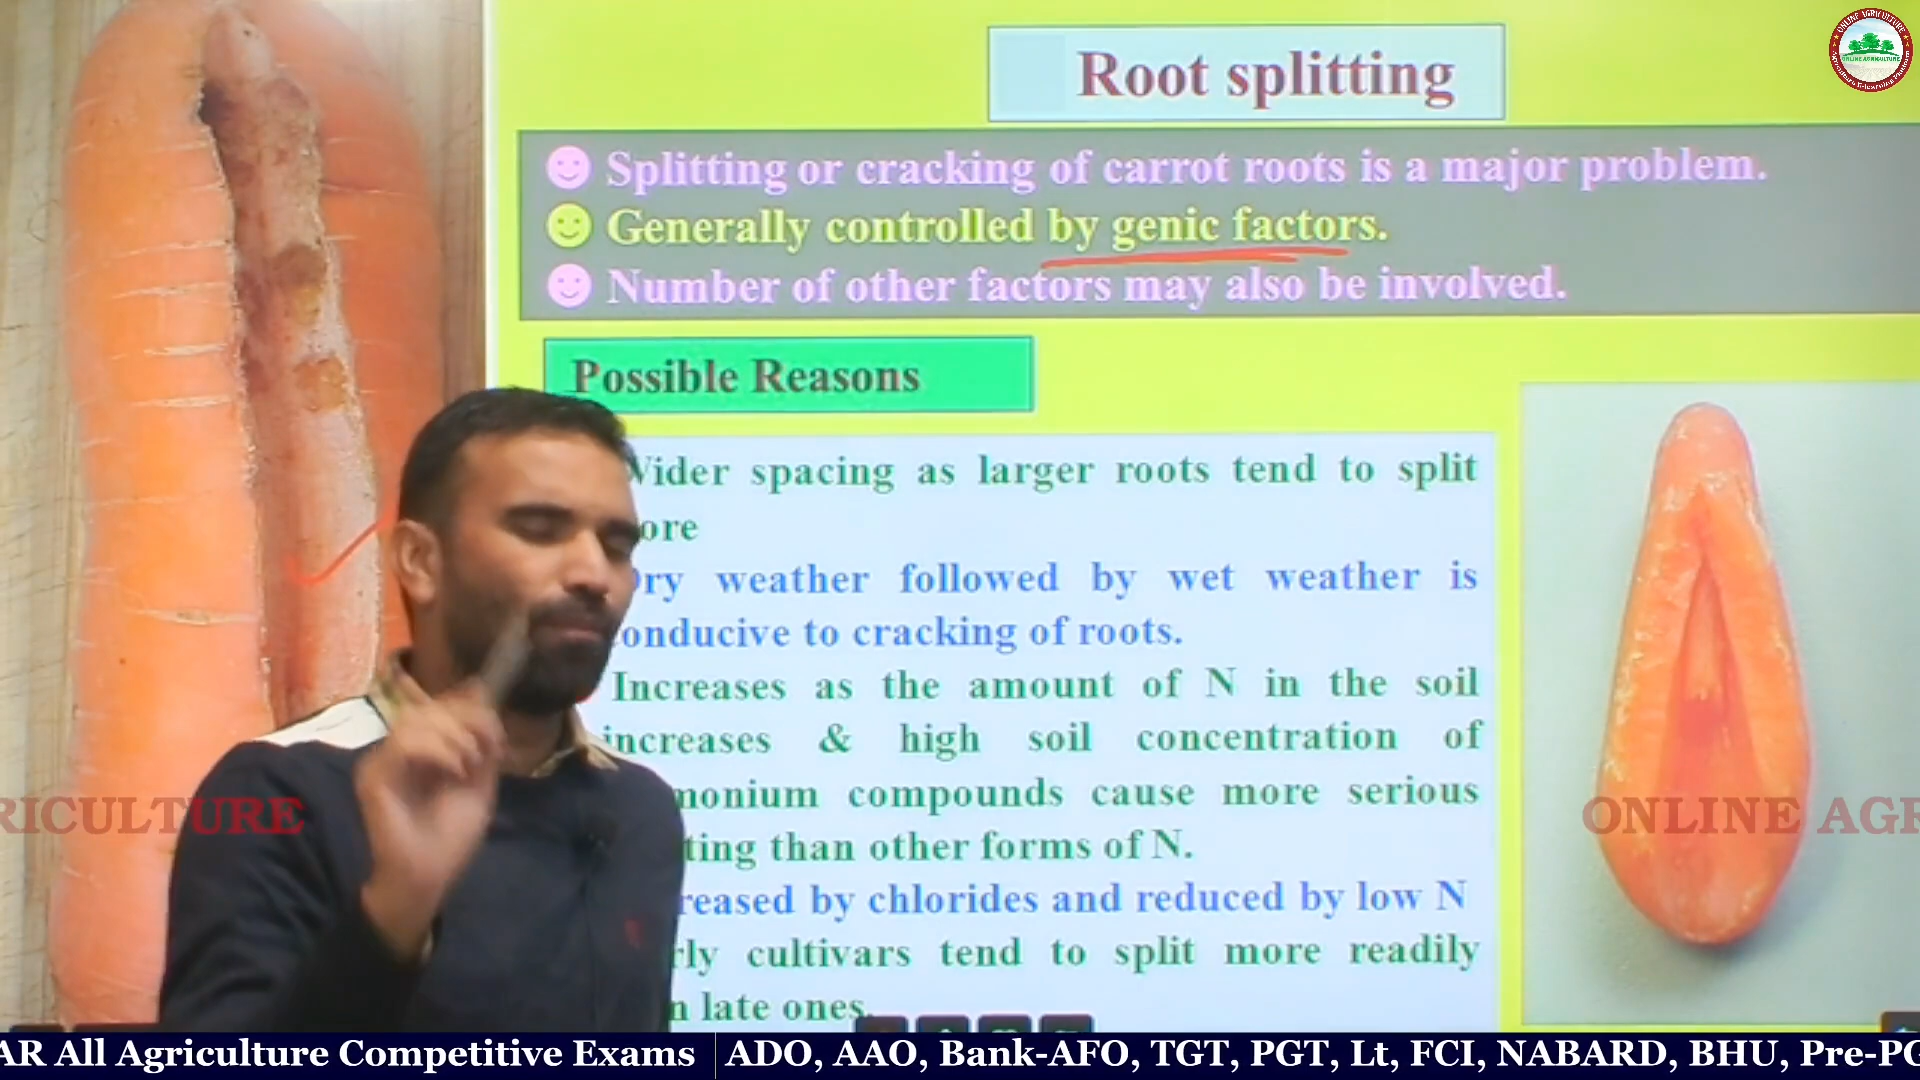 Root splitting
Splitting or cracking of carrot roots is a major problem.
Generally controlled by genic factors.
Number of other factors may also be involved.
Possible Reasons
Wider spacing as larger roots tend to split
ore
Dry weather followed by wet weather is
conducive to cracking of roots.
Increases as the amount of N in the soil
increases & high soil concentration of
monium compounds cause more serious
ting than other forms of N.
reased by chlorides and reduced by low N
rly cultivars tend to split more readily
n late ones.
RICULTURE
ONLINE AGR
ONLINE AGRICULTURE
AR All Agriculture Competitive Exams
ADO, AAO, Bank-AFO, TGT, PGT, Lt, FCI, NABARD, BHU, Pre-PG